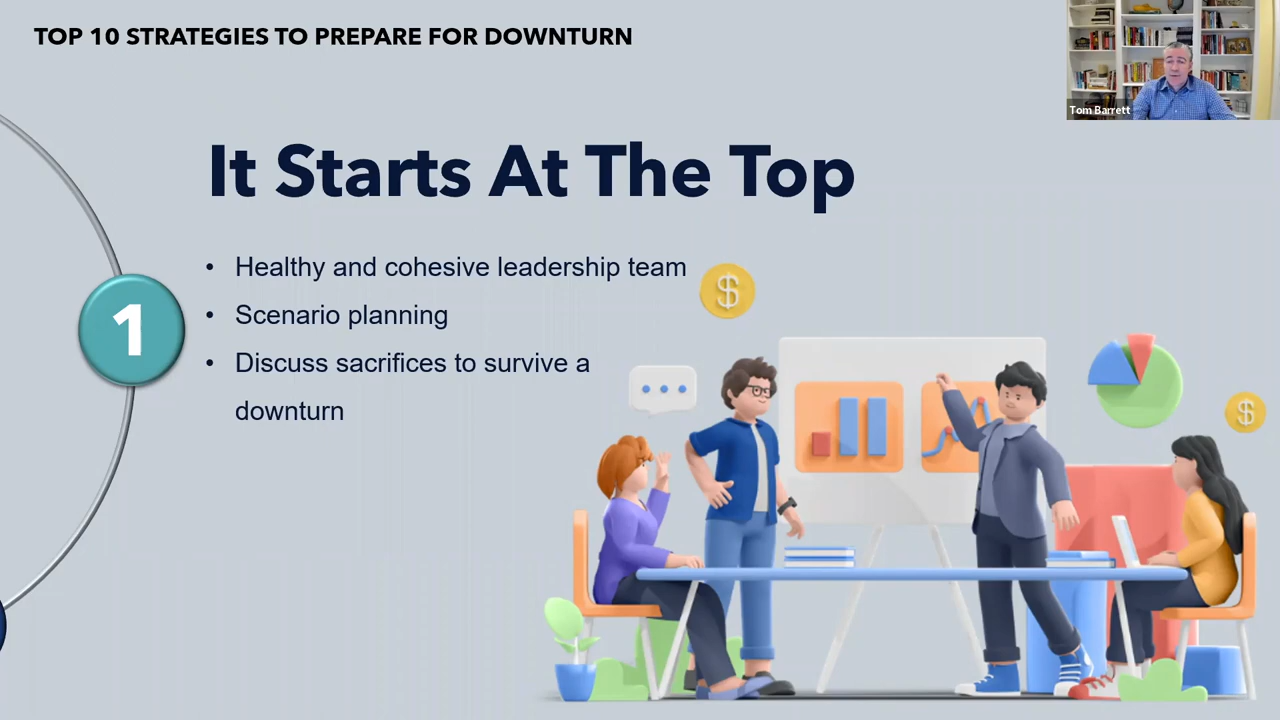 TOP 10 STRATEGIES TO PREPARE FOR DOWNTURN
Tom Barrett
It Starts At The Top
• Healthy and cohesive leadership team
• Scenario planning
• Discuss sacrifices to survive a
downturn
1
$
$